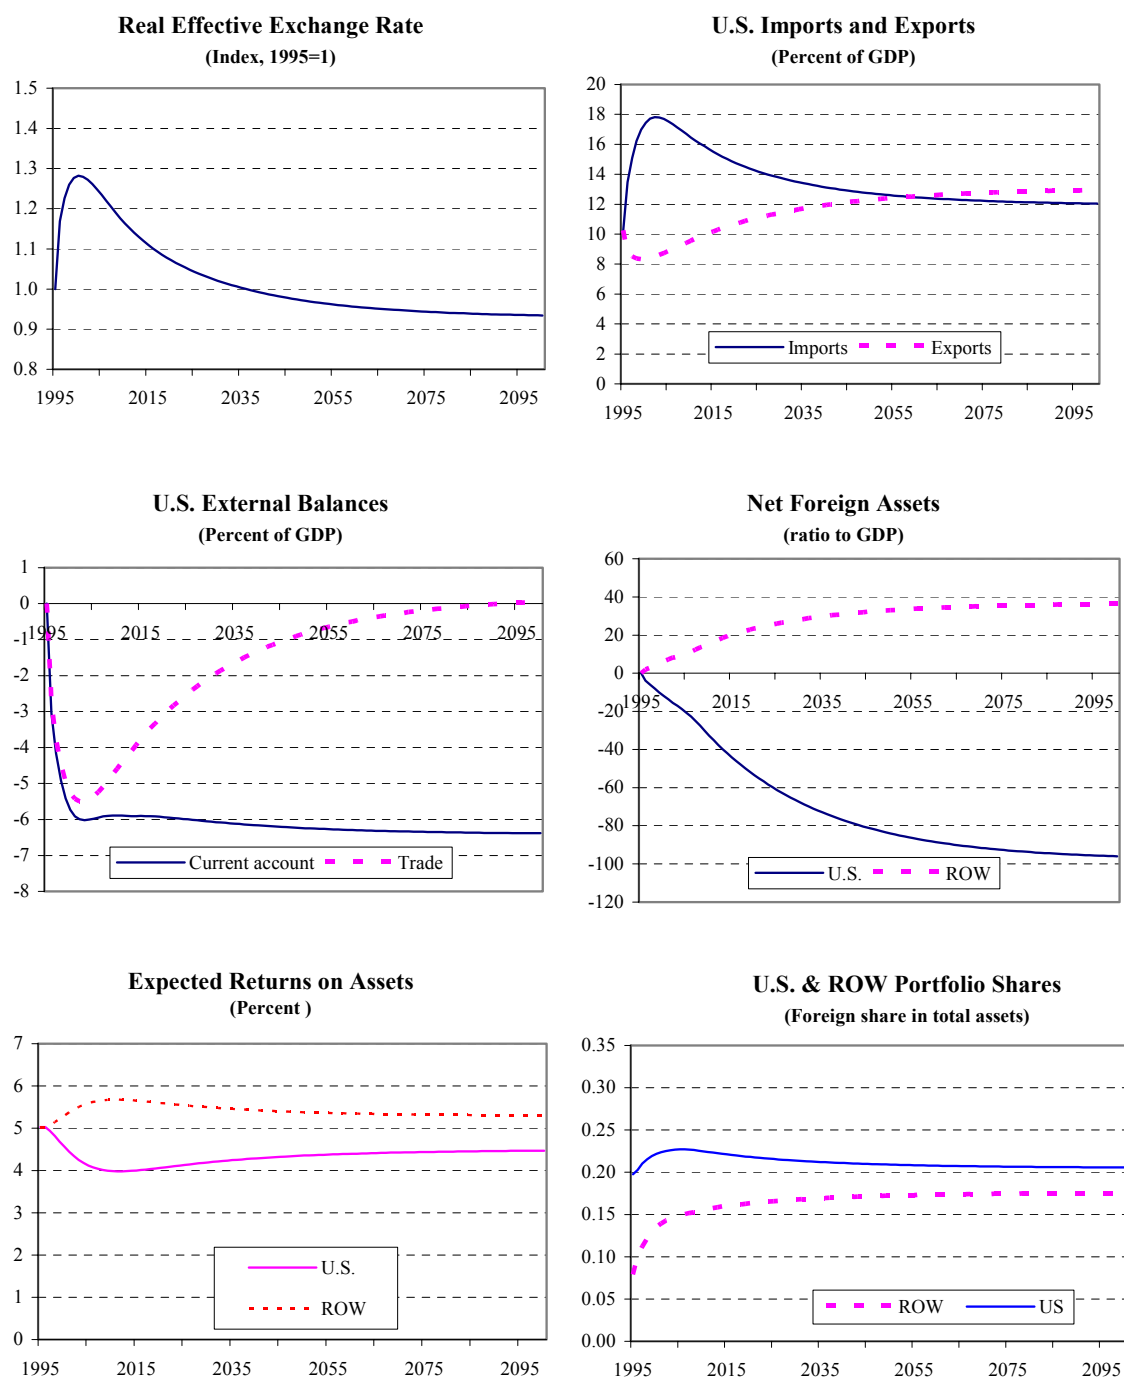 Real Effective Exchange Rate
(Index, 1995=1)
1.5
1.4
1.3
1.2
1.1
1.0
0.9
0.8
1995 2015 2035 2055 2075 2095
U.S. Imports and Exports
(Percent of GDP)
20
18
16
14
12
10
8
6
4
2
0
Imports Exports
1995 2015 2035 2055 2075 2095
U.S. External Balances
(Percent of GDP)
1
0
-1
-2
-3
-4
-5
-6
-7
-8
1995 2015 2035 2055 2075 2095
Current account Trade
Net Foreign Assets
(ratio to GDP)
60
40
20
0
-20
-40
-60
-80
-100
-120
1995 2015 2035 2055 2075 2095
U.S. ROW
Expected Returns on Assets
(Percent )
7
6
5
4
3
2
1
0
U.S.
ROW
1995 2015 2035 2055 2075 2095
U.S. & ROW Portfolio Shares
(Foreign share in total assets)
0.35
0.30
0.25
0.20
0.15
0.10
0.05
0.00
ROW US
1995 2015 2035 2055 2075 2095